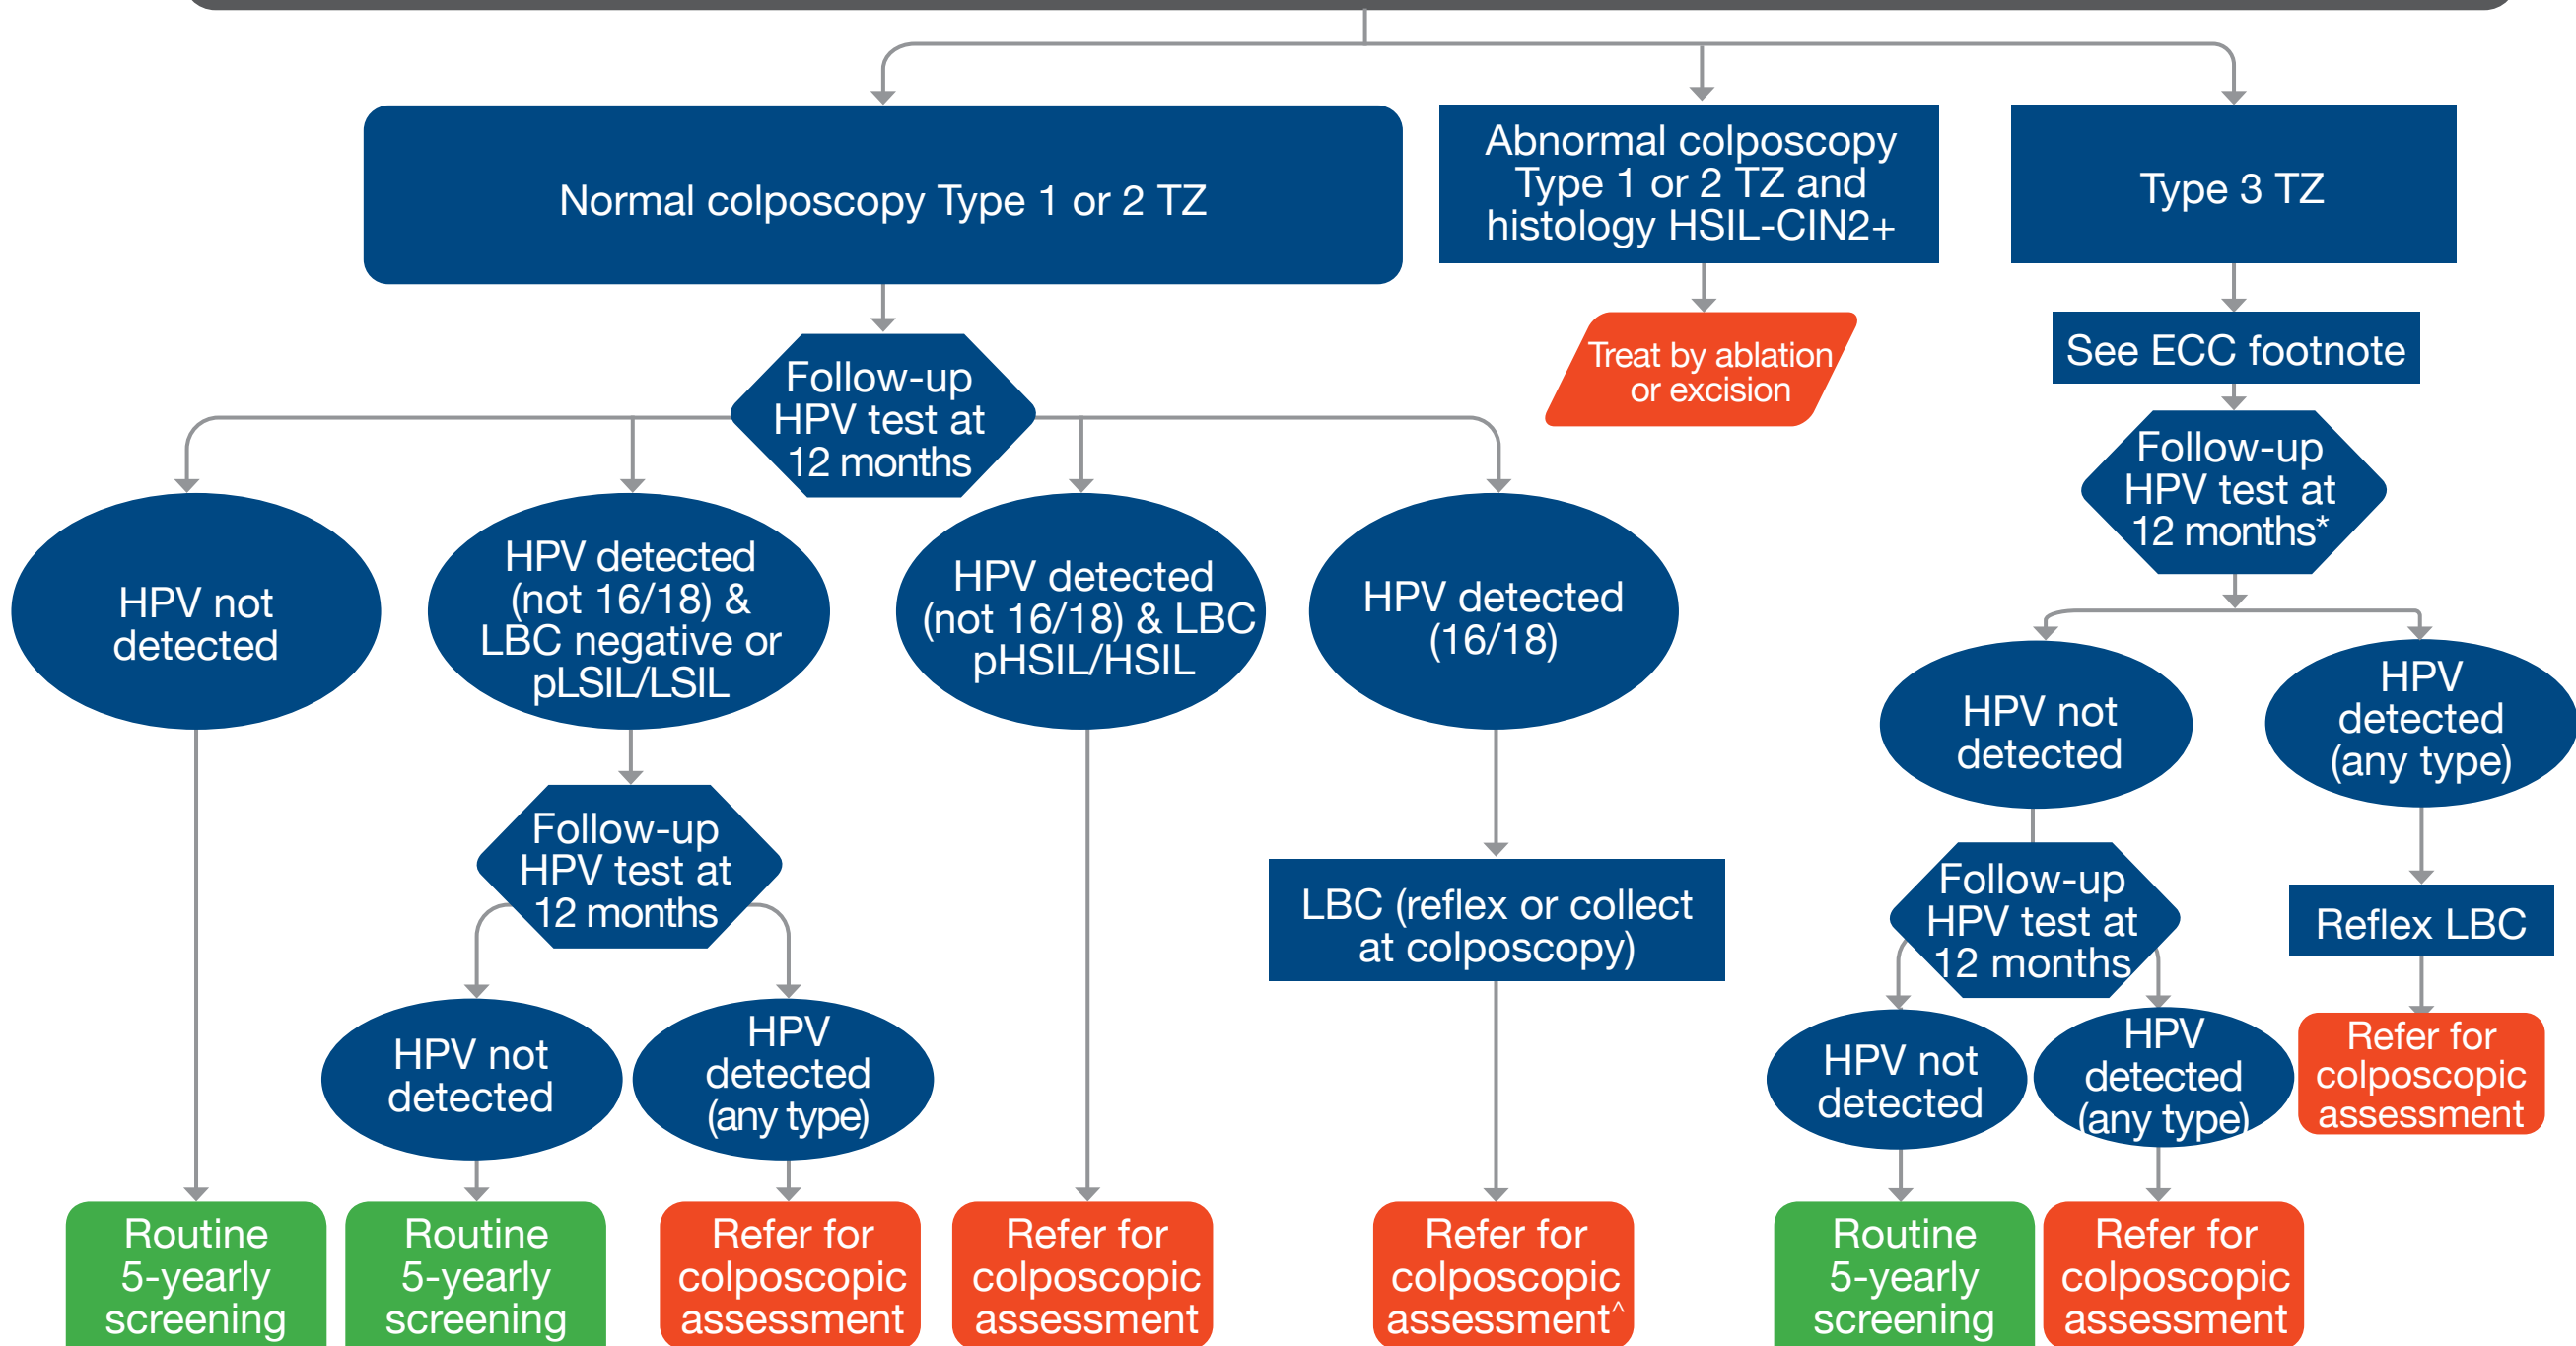 Normal colposcopy Type 1 or 2 TZ
Abnormal colposcopy
Type 1 or 2 TZ and
histology HSIL-CIN2+
Type 3 TZ
Treat by ablation
or excision
See ECC footnote
Follow-up
HPV test at
12 months
Follow-up
HPV test at
12 months*
HPV not
detected
HPV detected
(not 16/18) &
LBC negative or
pLSIL/LSIL
HPV detected
(not 16/18) & LBC
pHSIL/HSIL
HPV detected
(16/18)
HPV not
detected
HPV
detected
(any type)
Follow-up
HPV test at
12 months
LBC (reflex or collect
at colposcopy)
Follow-up
HPV test at
12 months
Reflex LBC
HPV not
detected
HPV
detected
(any type)
HPV not
detected
HPV
detected
(any type)
Refer for
colposcopic
assessment
Routine
5-yearly
screening
Routine
5-yearly
screening
Refer for
colposcopic
assessment
Refer for
colposcopic
assessment
Refer for
colposcopic
assessment^
Routine
5-yearly
screening
Refer for
colposcopic
assessment